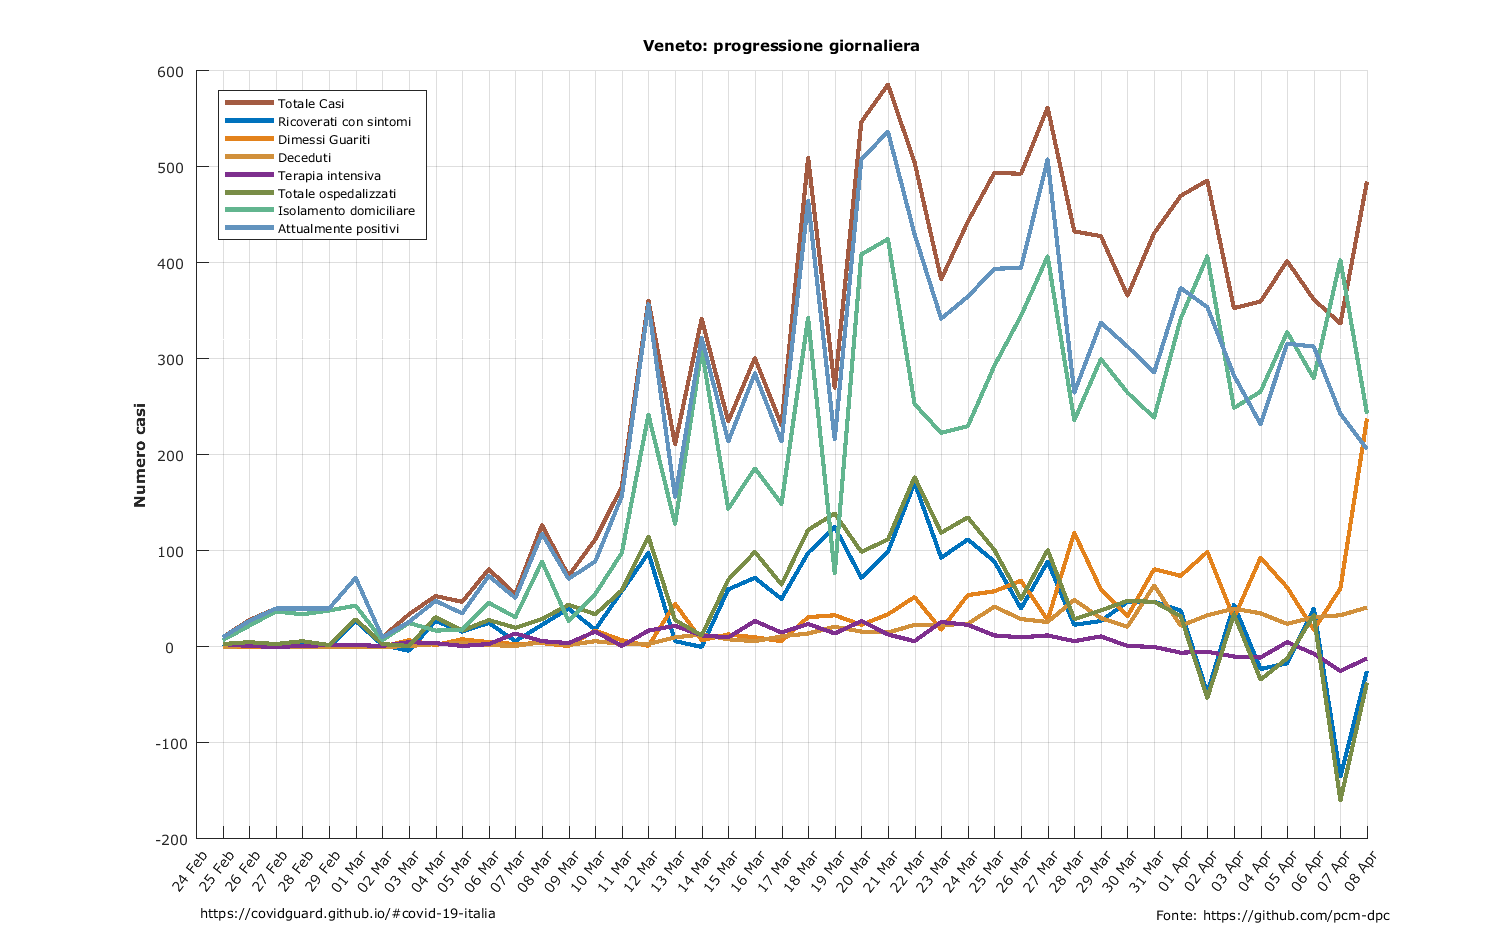 Veneto: progressione giornaliera
600
500
400
300
200
100
0
-100
-200
Numero casi
Totale Casi
Ricoverati con sintomi
Dimessi Guariti
Deceduti
Terapia intensiva
Totale ospedalizzati
Isolamento domiciliare
Attualmente positivi
24 Feb
25 Feb
26 Feb
27 Feb
28 Feb
29 Feb
01 Mar
02 Mar
03 Mar
04 Mar
05 Mar
06 Mar
07 Mar
08 Mar
09 Mar
10 Mar
11 Mar
12 Mar
13 Mar
14 Mar
15 Mar
16 Mar
17 Mar
18 Mar
19 Mar
20 Mar
21 Mar
22 Mar
23 Mar
24 Mar
25 Mar
26 Mar
27 Mar
28 Mar
29 Mar
30 Mar
31 Mar
01 Apr
02 Apr
03 Apr
04 Apr
05 Apr
06 Apr
07 Apr
08 Apr
https://covidguard.github.io/#covid-19-italia
Fonte: https://github.com/pcm-dpc